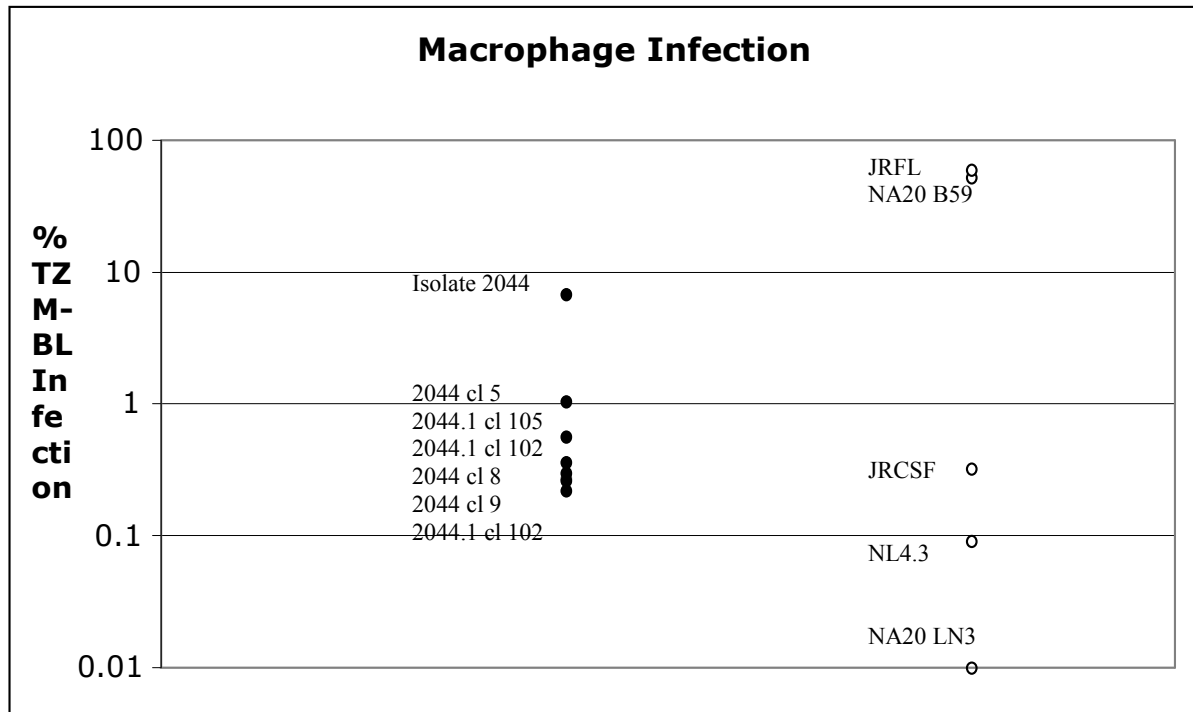 Macrophage Infection
%
TZ
M-
BL
In
fe
cti
on
100
10
1
0.1
0.01
Isolate 2044
2044 cl 5
2044.1 cl 105
2044.1 cl 102
2044 cl 8
2044 cl 9
2044.1 cl 102
JRFL
NA20 B59
JRCSF
NL4.3
NA20 LN3